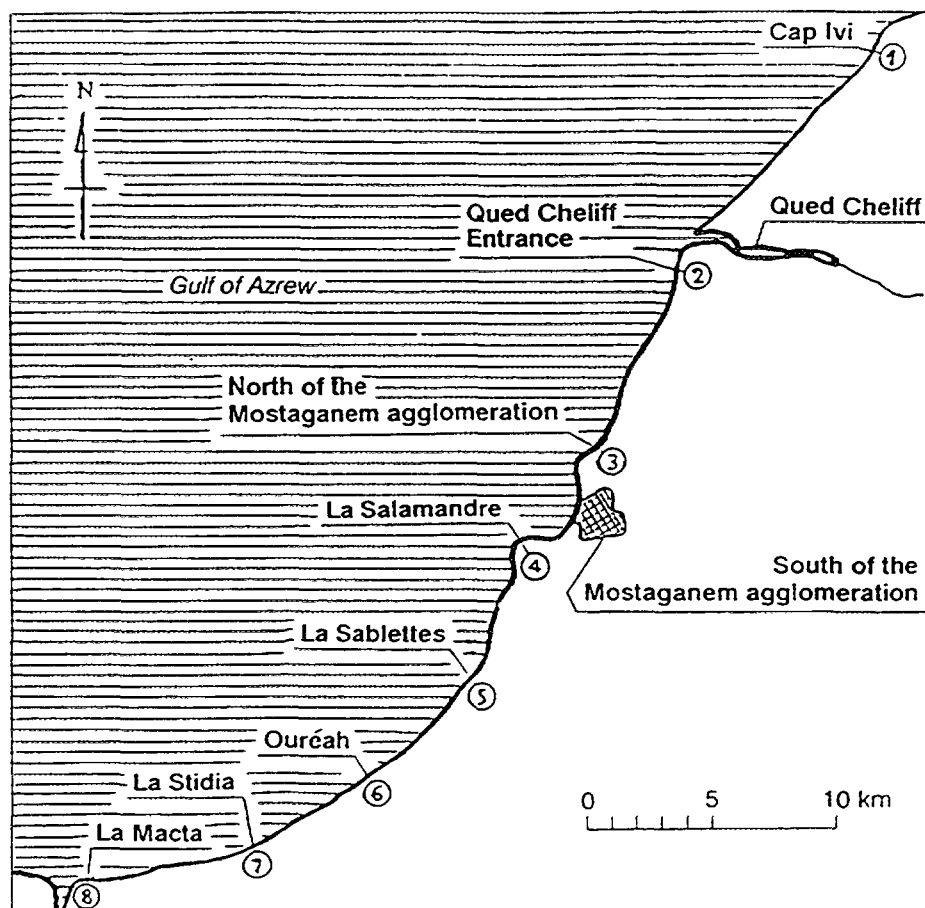 Cap Ivi
①
N
Qued Cheliff
Entrance
Qued Cheliff
②
Gulf of Azrew
North of the
Mostaganem agglomeration
③
La Salamandre
④
South of the
Mostaganem agglomeration
La Sablettes
⑤
Ouréah
⑥
La Stidia
⑦
0 5 10 km
La Macta
⑧